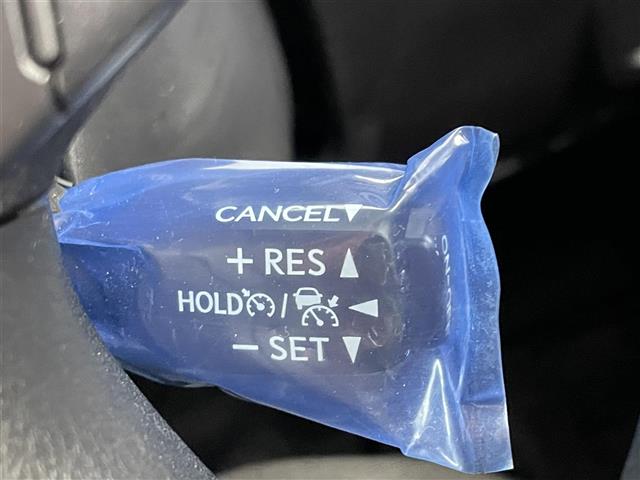 CANCEL▼
+ RES ▲
HOLD / ◀
− SET ▼